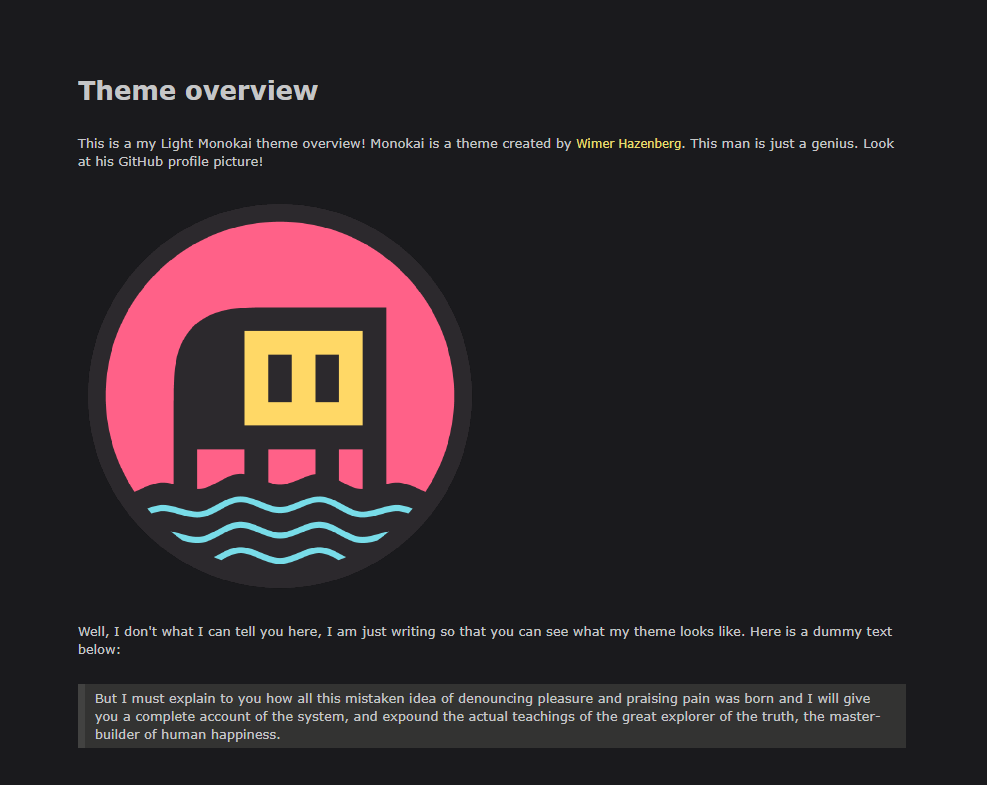 Theme overview
This is a my Light Monokai theme overview! Monokai is a theme created by Wimer Hazenberg. This man is just a genius. Look
at his GitHub profile picture!
Well, I don't what I can tell you here, I am just writing so that you can see what my theme looks like. Here is a dummy text
below:
But I must explain to you how all this mistaken idea of denouncing pleasure and praising pain was born and I will give
you a complete account of the system, and expound the actual teachings of the great explorer of the truth, the master-
builder of human happiness.